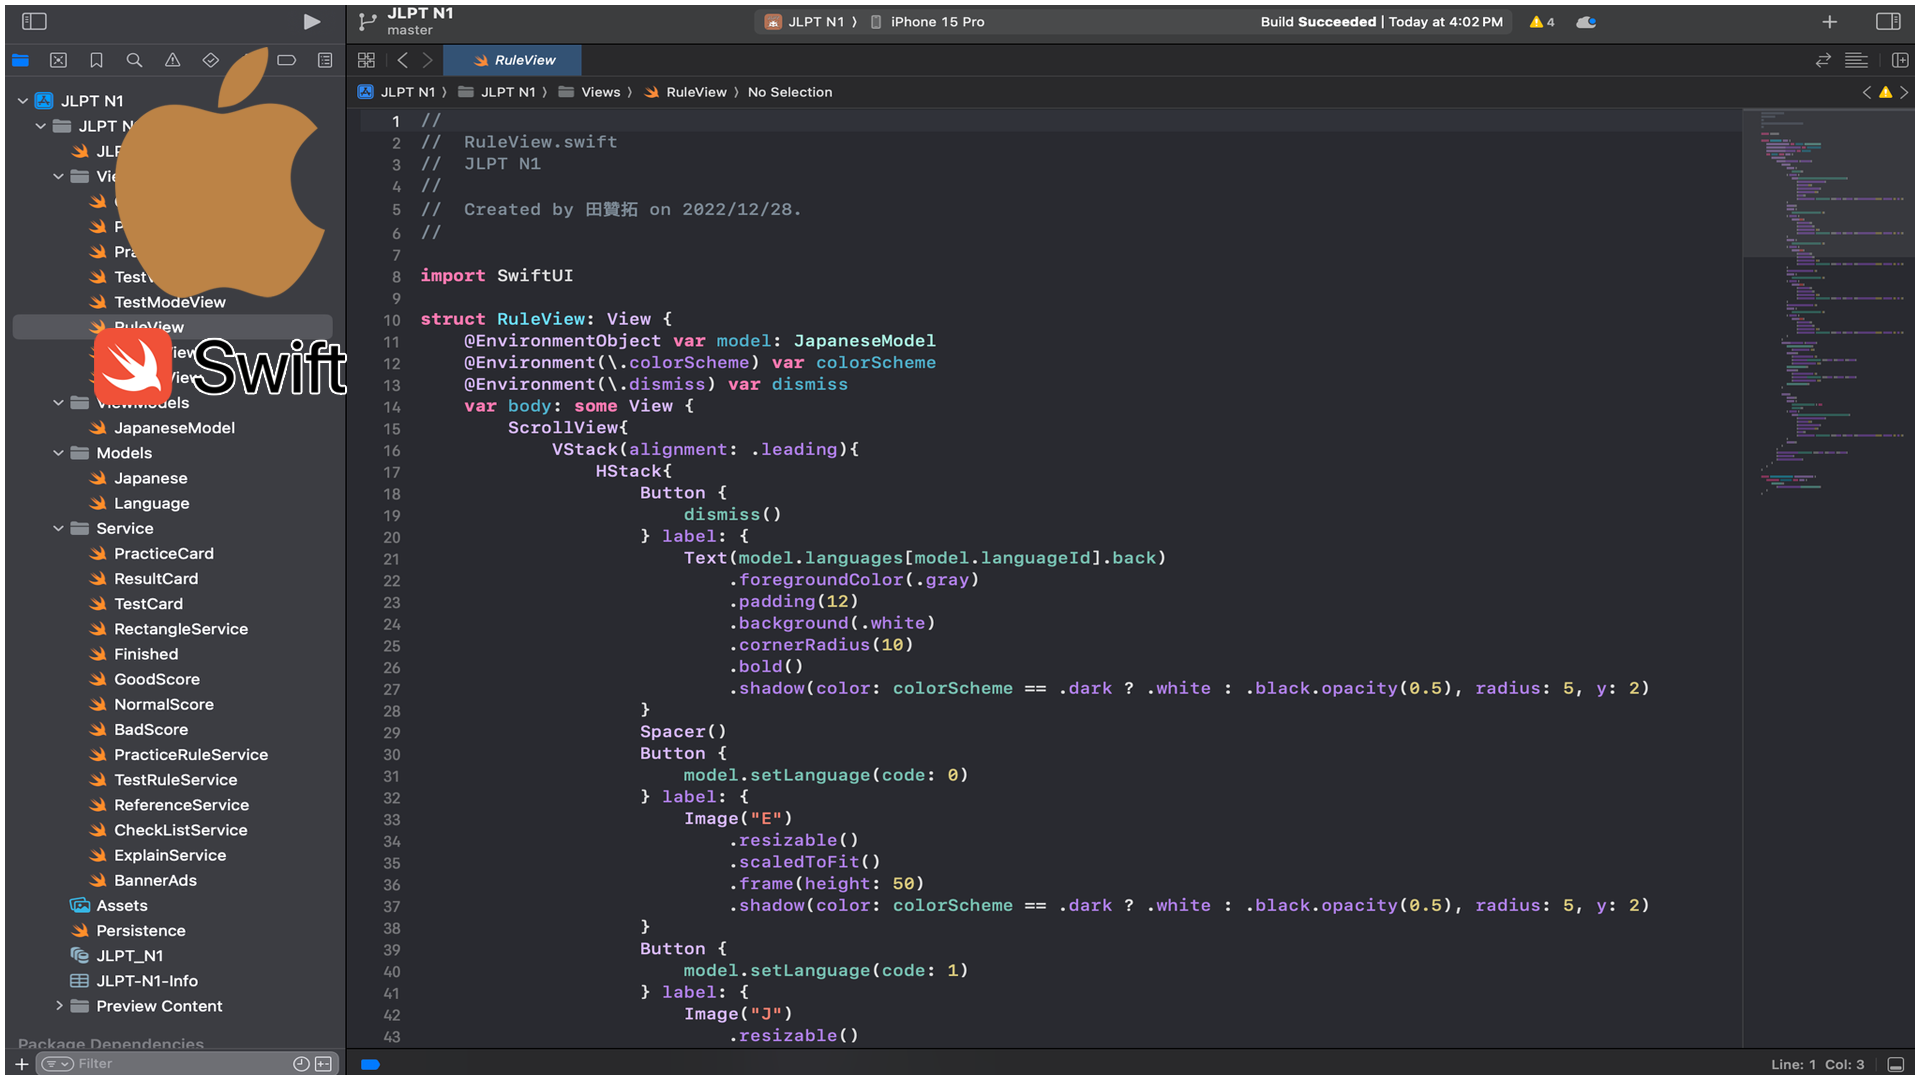 JLPT N1
master
JLPT N1 ⟩ iPhone 15 Pro
Build Succeeded | Today at 4:02 PM
4
RuleView
JLPT N1 ⟩ JLPT N1 ⟩ Views ⟩ RuleView ⟩ No Selection
JLPT N1
JLPT N
JLP
Vie
P
Pra
Test
TestModeView
RuleView
Swift
iew
View
ViewModels
JapaneseModel
Models
Japanese
Language
Service
PracticeCard
ResultCard
TestCard
RectangleService
Finished
GoodScore
NormalScore
BadScore
PracticeRuleService
TestRuleService
ReferenceService
CheckListService
ExplainService
BannerAds
Assets
Persistence
JLPT_N1
JLPT-N1-Info
Preview Content
Package Dependencies
Filter
1 //
2 //  RuleView.swift
3 //  JLPT N1
4 //
5 //  Created by 田贊拓 on 2022/12/28.
6 //
7
8 import SwiftUI
9
10 struct RuleView: View {
11     @EnvironmentObject var model: JapaneseModel
12     @Environment(\.colorScheme) var colorScheme
13     @Environment(\.dismiss) var dismiss
14     var body: some View {
15         ScrollView{
16             VStack(alignment: .leading){
17                 HStack{
18                     Button {
19                         dismiss()
20                     } label: {
21                         Text(model.languages[model.languageId].back)
22                             .foregroundColor(.gray)
23                             .padding(12)
24                             .background(.white)
25                             .cornerRadius(10)
26                             .bold()
27                             .shadow(color: colorScheme == .dark ? .white : .black.opacity(0.5), radius: 5, y: 2)
28                     }
29                     Spacer()
30                     Button {
31                         model.setLanguage(code: 0)
32                     } label: {
33                         Image("E")
34                             .resizable()
35                             .scaledToFit()
36                             .frame(height: 50)
37                             .shadow(color: colorScheme == .dark ? .white : .black.opacity(0.5), radius: 5, y: 2)
38                     }
39                     Button {
40                         model.setLanguage(code: 1)
41                     } label: {
42                         Image("J")
43                             .resizable()
Line: 1 Col: 3